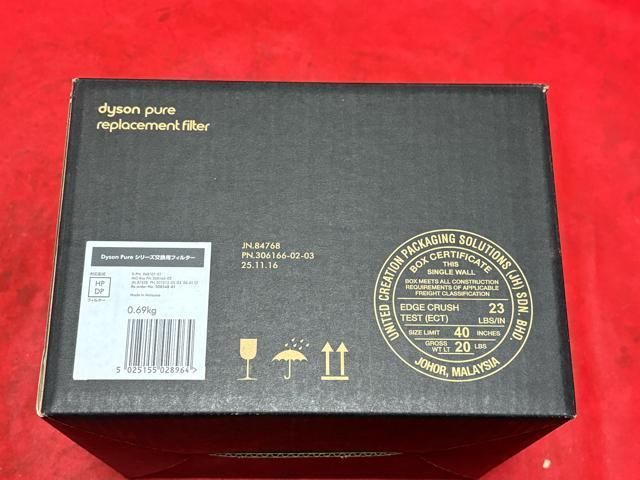 dyson pure
replacement filter
JN.84768
PN.306166-02-03
25.11.16
Dyson Pure シリーズ交換用フィルター
HP
DP
フィルター
Made in Malaysia
0.69kg
5 025155 028964>
UNITED CREATION PACKAGING SOLUTIONS (JH) SDN. BHD.
BOX CERTIFICATE
THIS
SINGLE WALL
BOX MEETS ALL CONSTRUCTION
REQUIREMENTS OF APPLICABLE
FREIGHT CLASSIFICATION
EDGE CRUSH 23
TEST (ECT) LBS/IN
SIZE LIMIT 40 INCHES
GROSS
WT LT 20 LBS
JOHOR, MALAYSIA